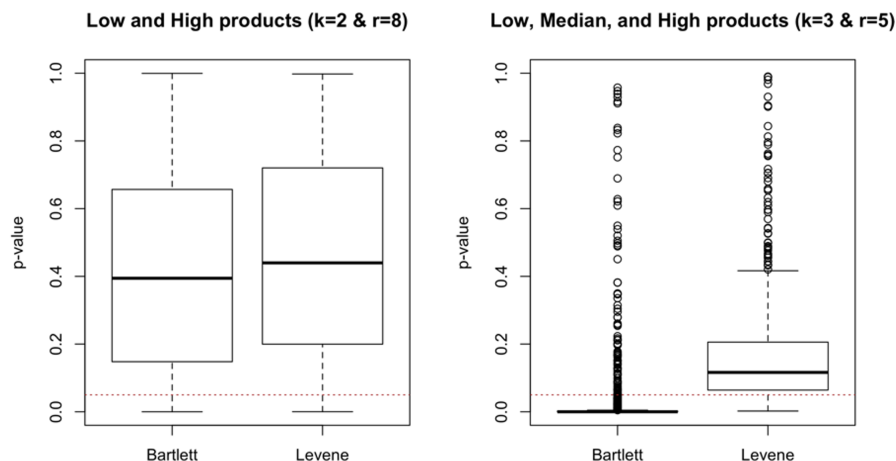 Low and High products (k=2 & r=8)
p-value
1.0
0.8
0.6
0.4
0.2
0.0
Bartlett
Levene
Low, Median, and High products (k=3 & r=5)
p-value
1.0
0.8
0.6
0.4
0.2
0.0
Bartlett
Levene